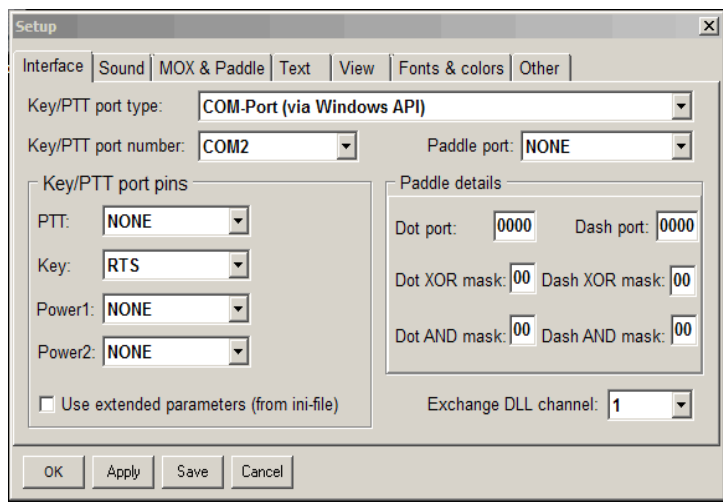 Setup
Interface Sound MOX & Paddle Text View Fonts & colors Other
Key/PTT port type: COM-Port (via Windows API)
Key/PTT port number: COM2 Paddle port: NONE
Key/PTT port pins
PTT: NONE
Key: RTS
Power1: NONE
Power2: NONE
Use extended parameters (from ini-file)
Paddle details
Dot port: 0000 Dash port: 0000
Dot XOR mask: 00 Dash XOR mask: 00
Dot AND mask: 00 Dash AND mask: 00
Exchange DLL channel: 1
OK Apply Save Cancel